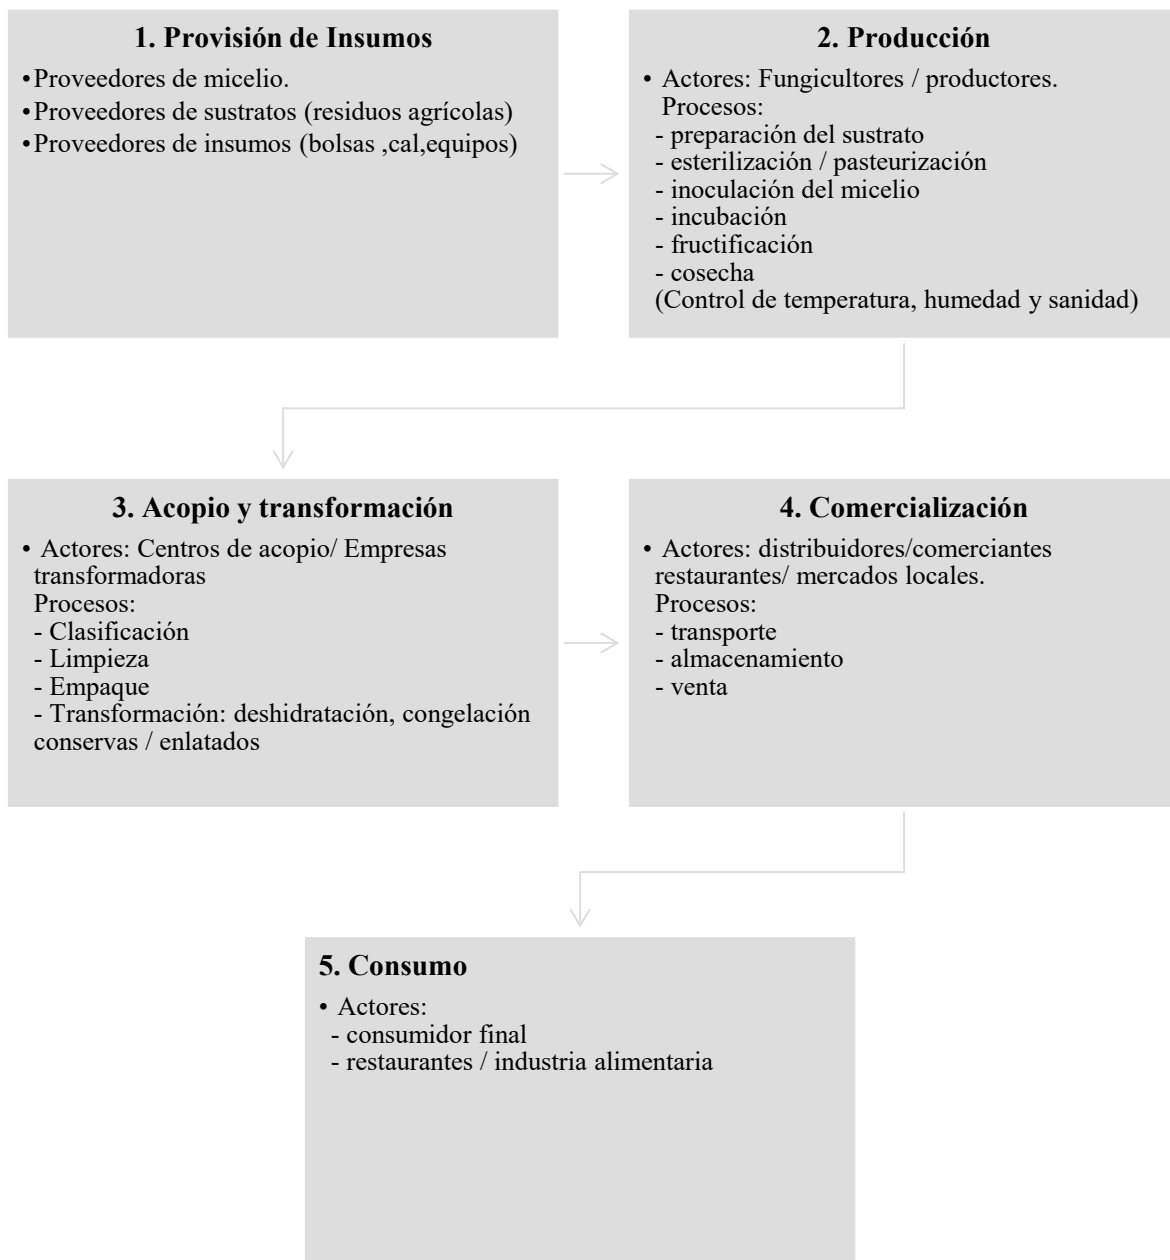 1. Provisión de Insumos
•Proveedores de micelio.
•Proveedores de sustratos (residuos agrícolas)
•Proveedores de insumos (bolsas ,cal,equipos)
2. Producción
• Actores: Fungicultores / productores.
Procesos:
- preparación del sustrato
- esterilización / pasteurización
- inoculación del micelio
- incubación
- fructificación
- cosecha
(Control de temperatura, humedad y sanidad)
3. Acopio y transformación
• Actores: Centros de acopio/ Empresas
transformadoras
Procesos:
- Clasificación
- Limpieza
- Empaque
- Transformación: deshidratación, congelación
conservas / enlatados
4. Comercialización
• Actores: distribuidores/comerciantes
restaurantes/ mercados locales.
Procesos:
- transporte
- almacenamiento
- venta
5. Consumo
• Actores:
- consumidor final
- restaurantes / industria alimentaria